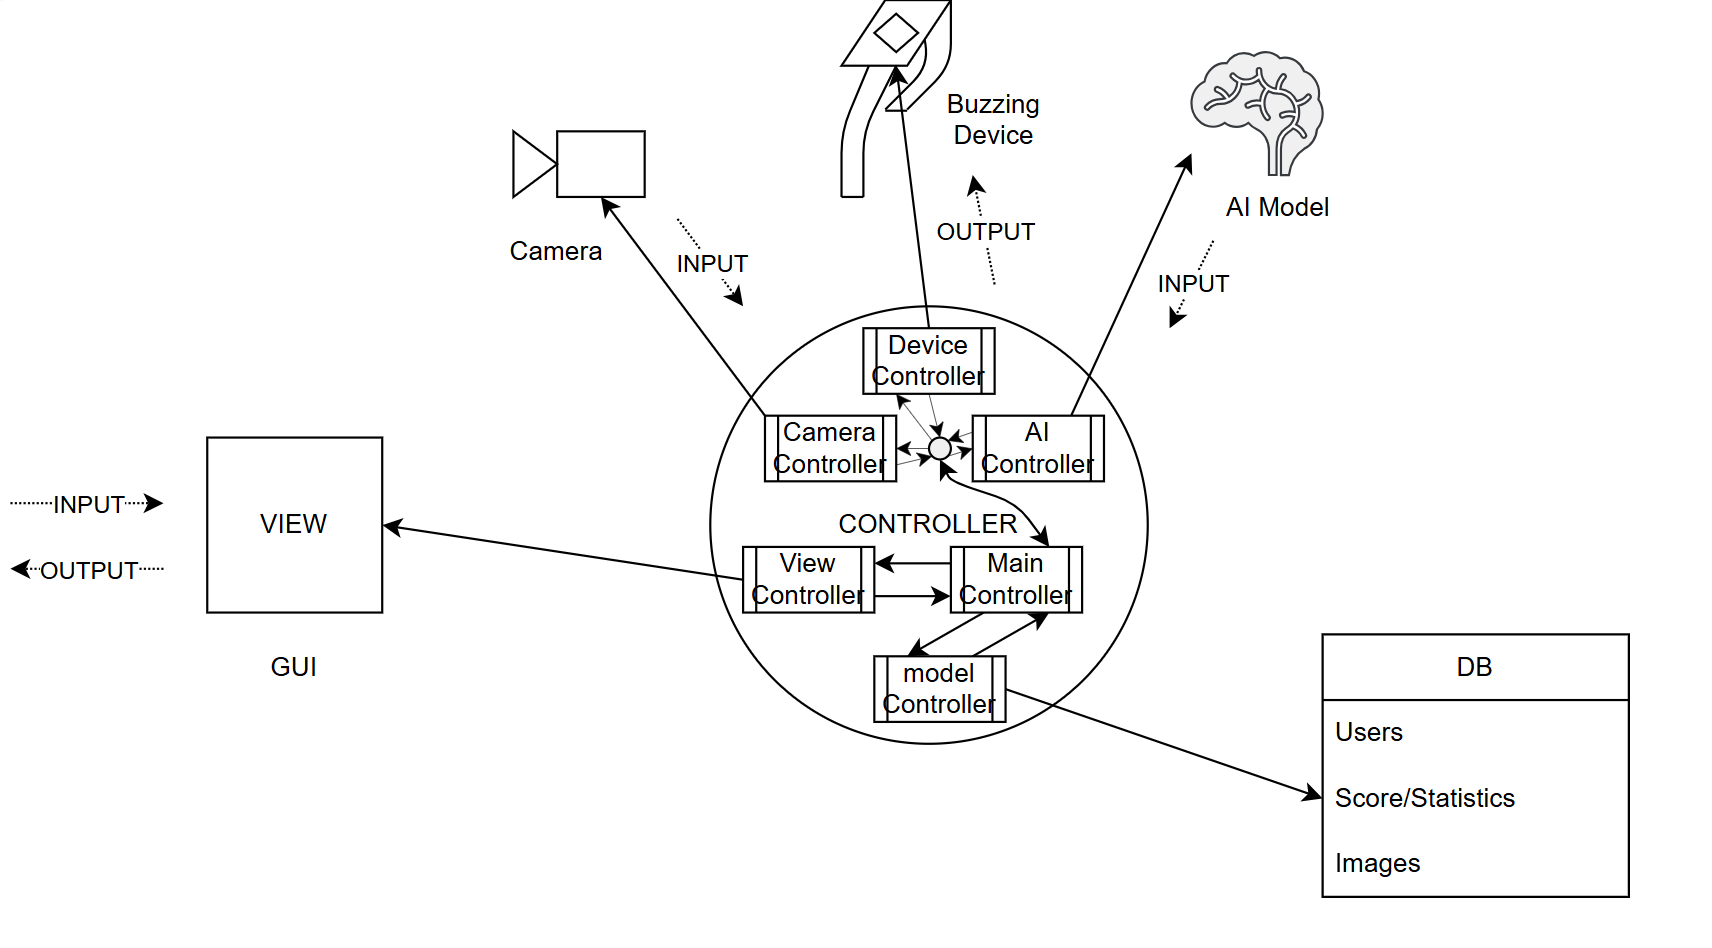 Buzzing
Device
Camera
AI Model
INPUT
OUTPUT
INPUT
Device
Controller
Camera
Controller
AI
Controller
CONTROLLER
View
Controller
Main
Controller
model
Controller
INPUT
OUTPUT
VIEW
GUI
DB
Users
Score/Statistics
Images